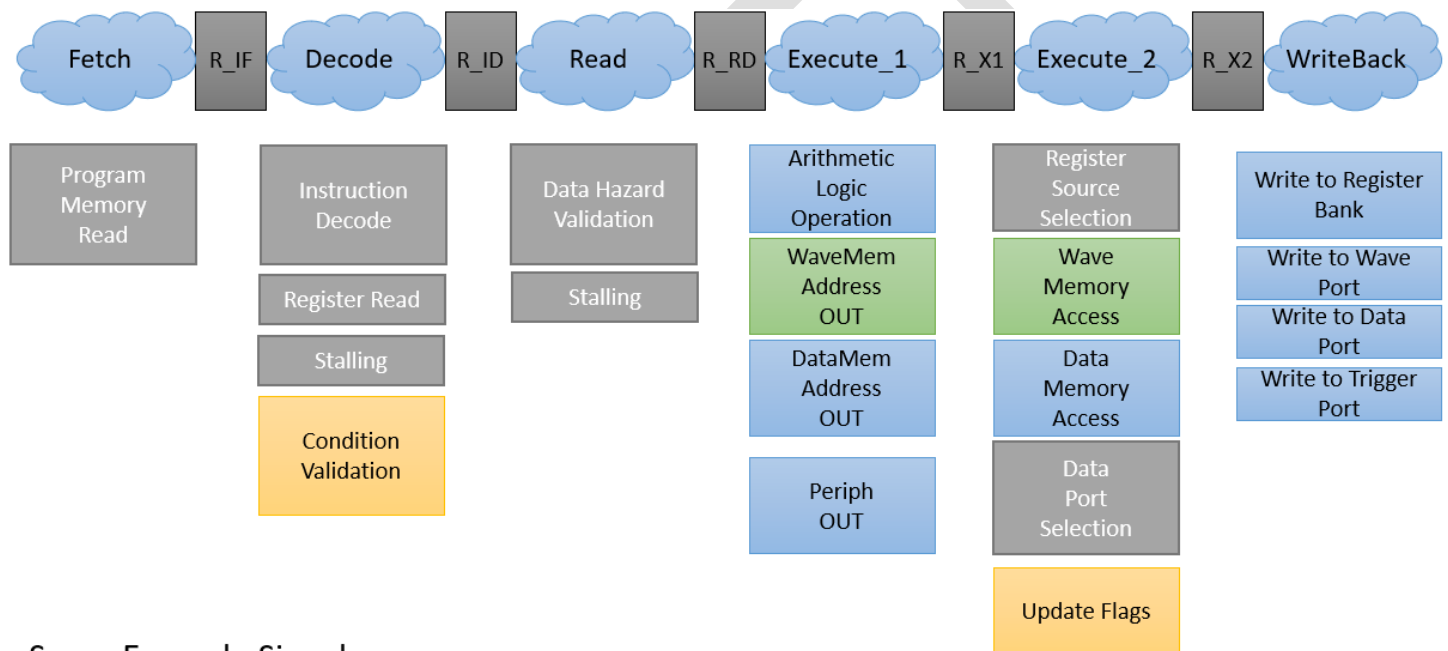 Fetch
R_IF
Decode
R_ID
Read
R_RD
Execute_1
R_X1
Execute_2
R_X2
WriteBack
Program
Memory
Read
Instruction
Decode
Register Read
Stalling
Condition
Validation
Data Hazard
Validation
Stalling
Arithmetic
Logic
Operation
WaveMem
Address
OUT
DataMem
Address
OUT
Periph
OUT
Register
Source
Selection
Wave
Memory
Access
Data
Memory
Access
Data
Port
Selection
Update Flags
Write to Register
Bank
Write to Wave
Port
Write to Data
Port
Write to Trigger
Port